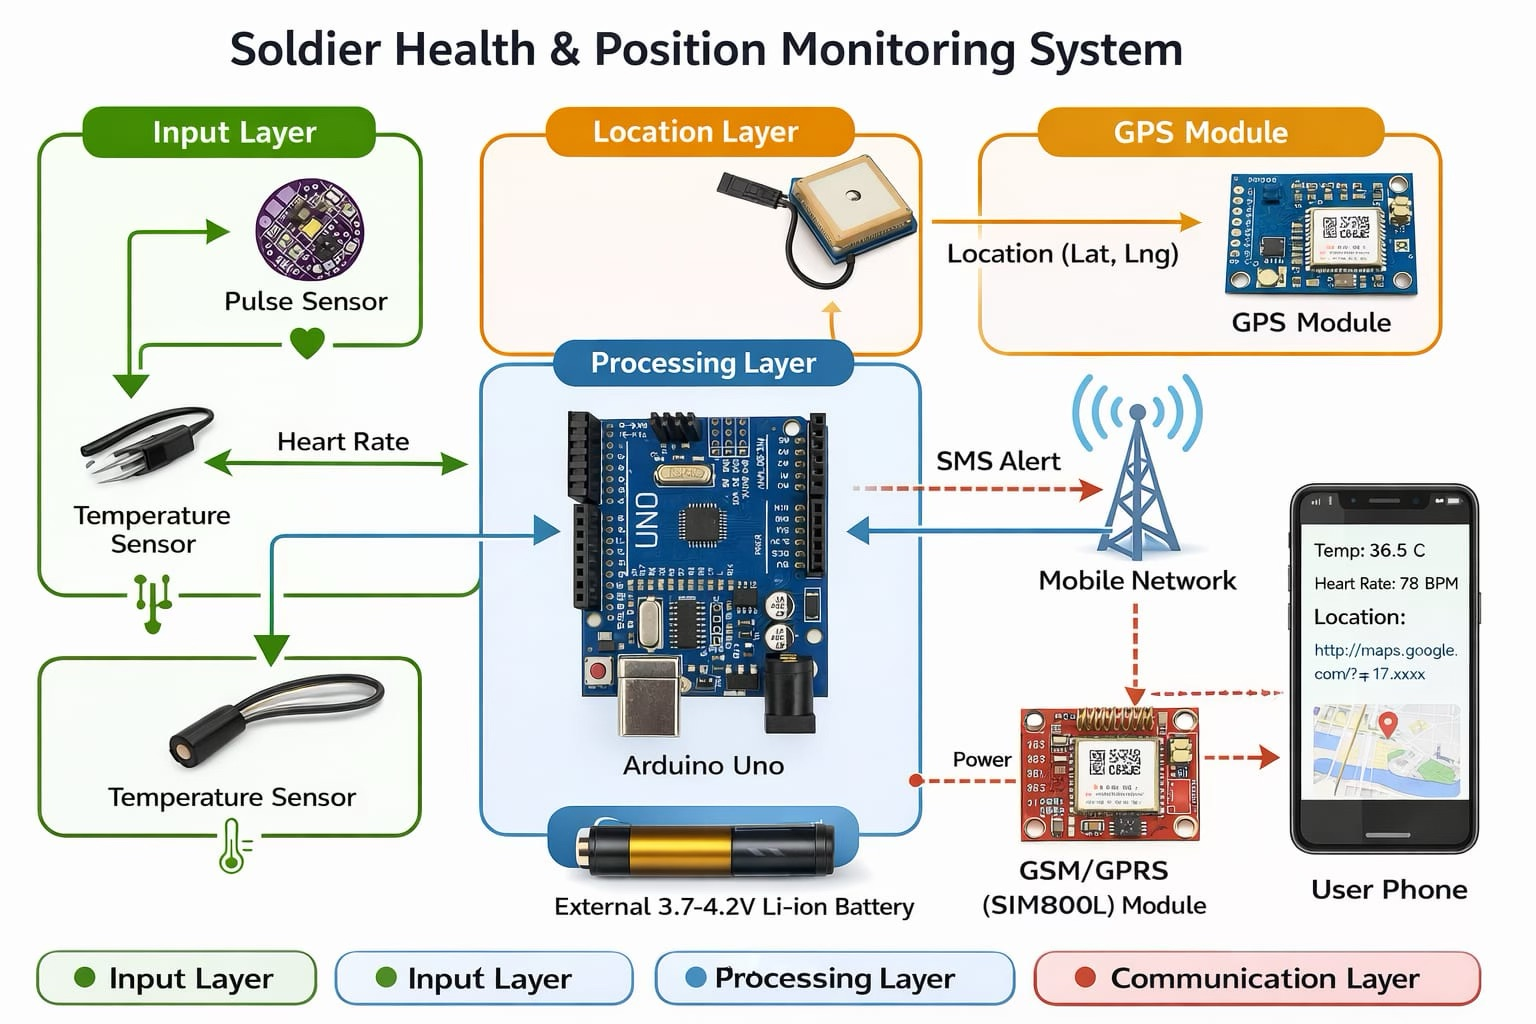 Soldier Health & Position Monitoring System
Input Layer
Location Layer
GPS Module
Pulse Sensor
Location (Lat, Lng)
GPS Module
Processing Layer
Heart Rate
SMS Alert
Temperature
Sensor
UNO
Mobile Network
Temp: 36.5 C
Heart Rate: 78 BPM
Location:
http://maps.google.
com/?= 17.xxxx
Arduino Uno
Power
Temperature Sensor
External 3.7-4.2V Li-ion Battery
GSM/GPRS
(SIM800L) Module
User Phone
Input Layer
Input Layer
Processing Layer
Communication Layer